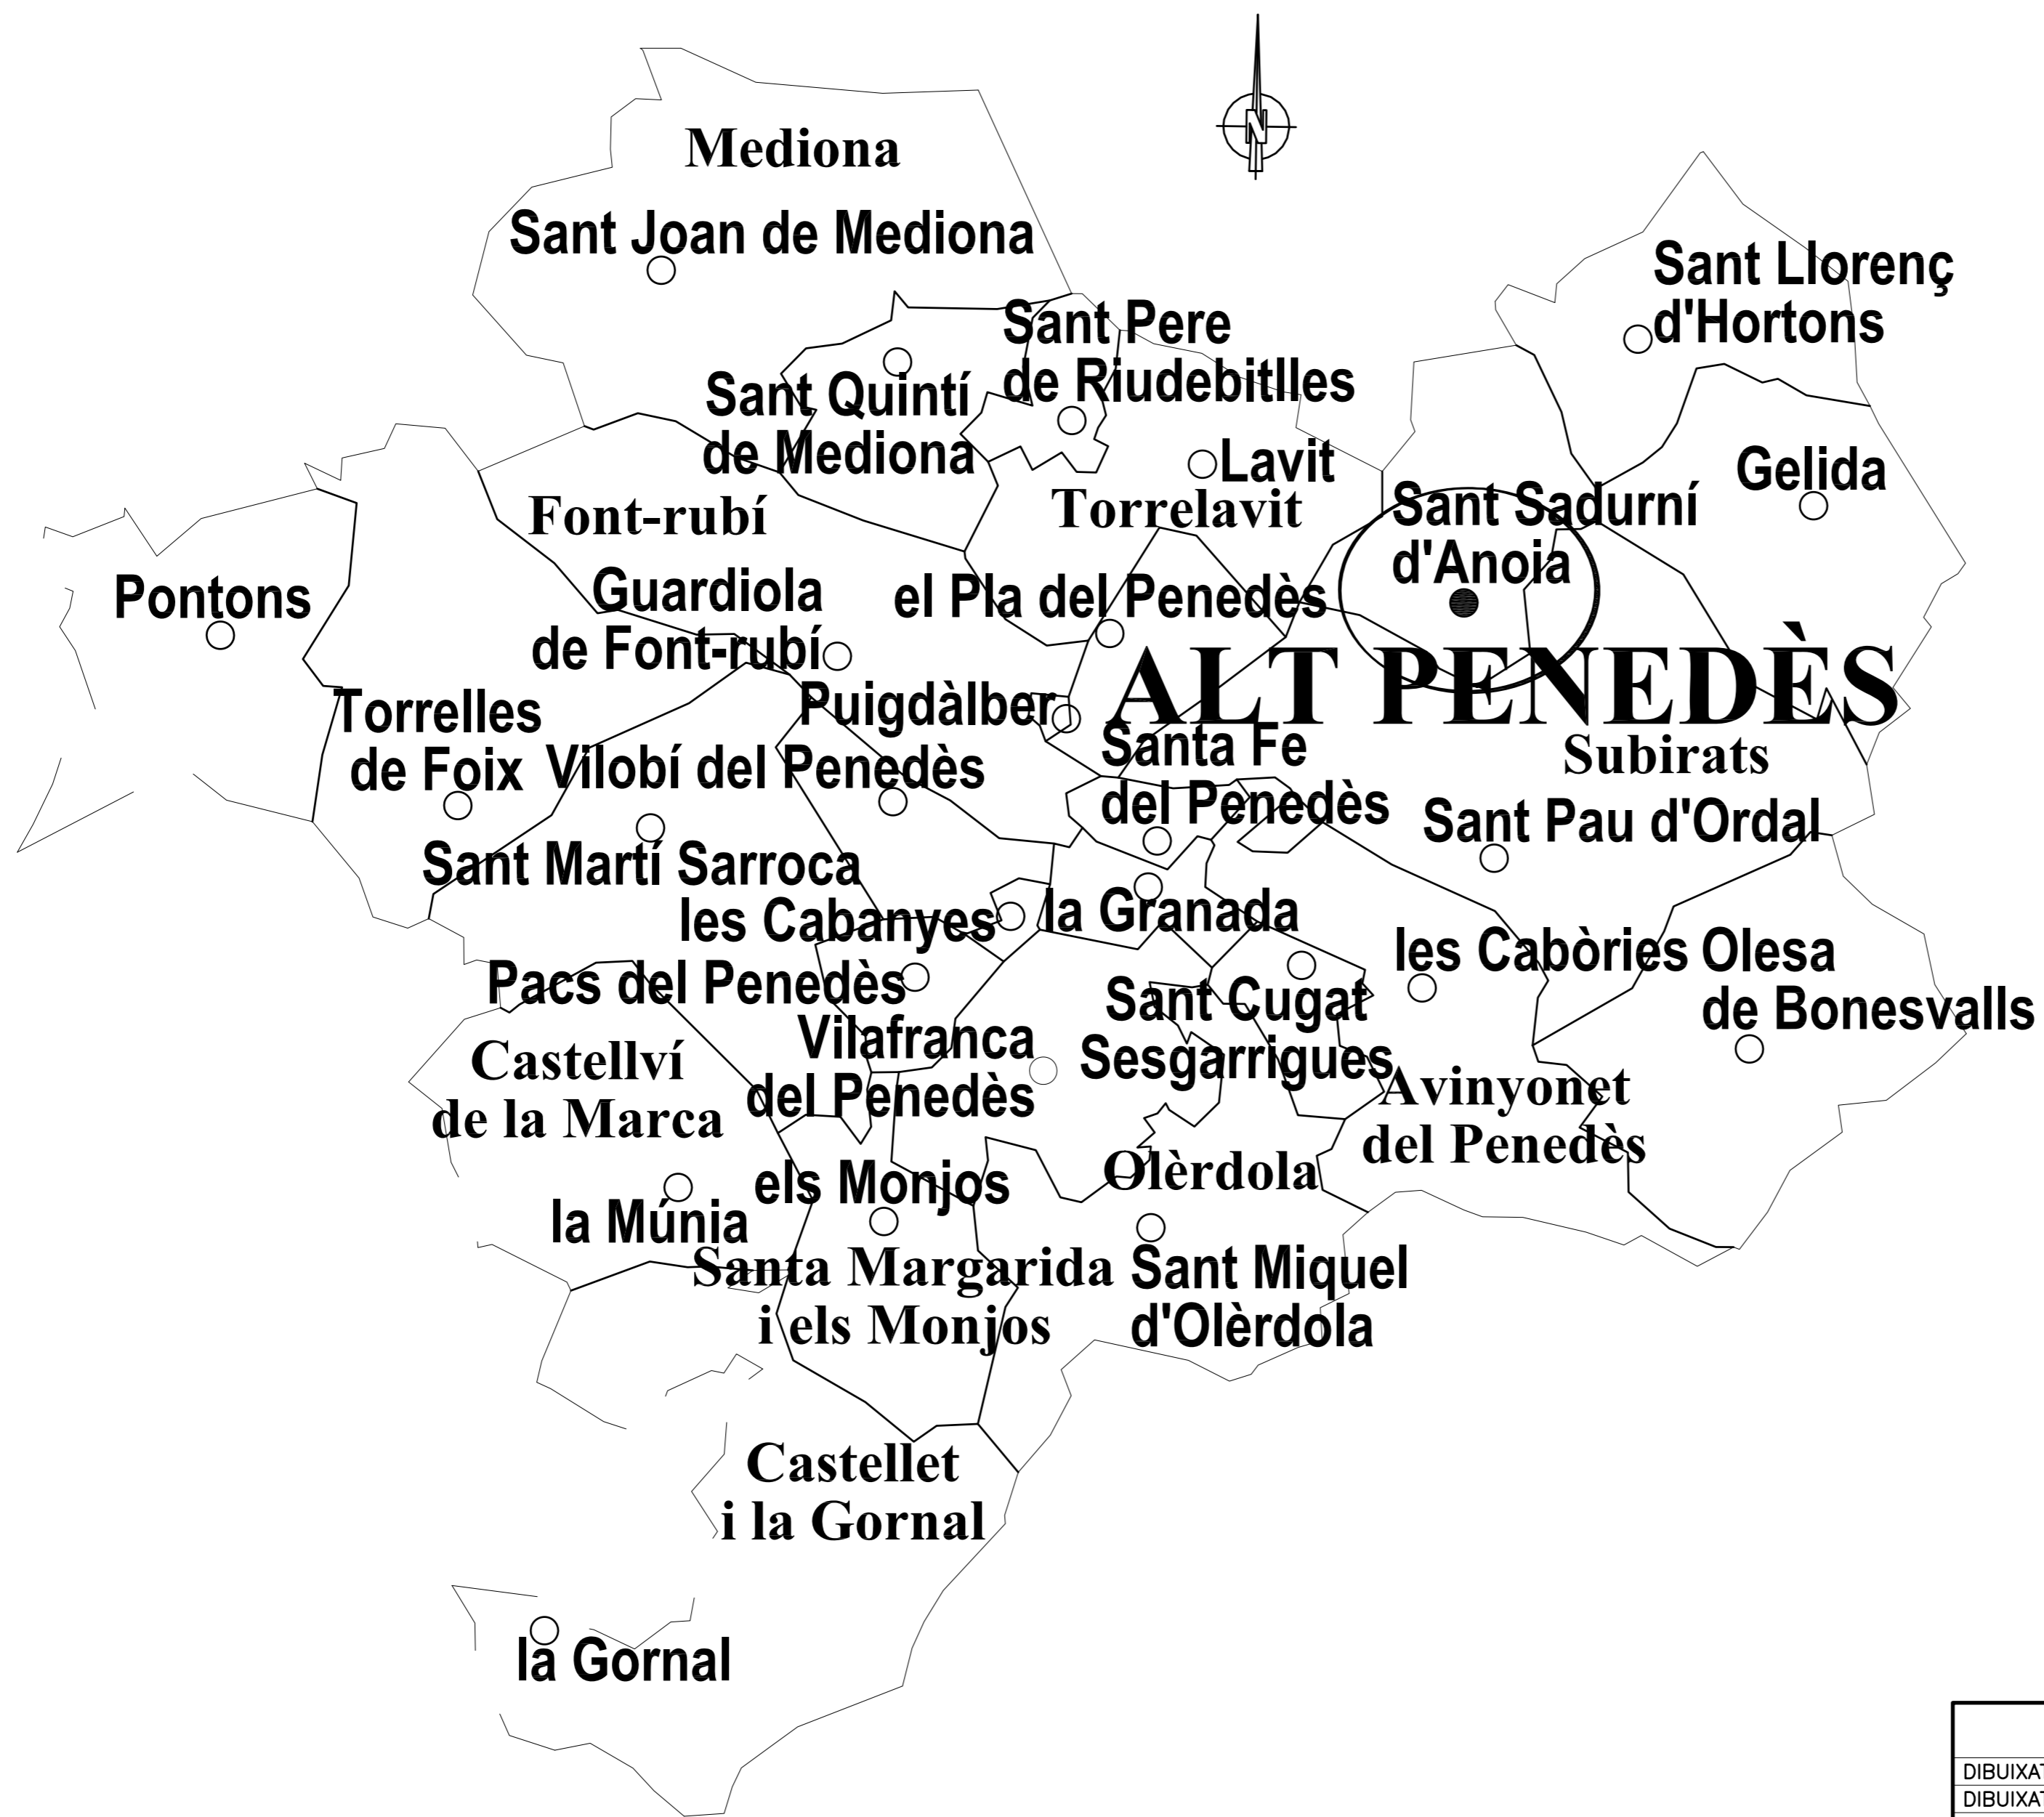 N
Mediona
Sant Joan de Mediona
Sant Llorenç
d'Hortons
Sant Pere
de Riudebitlles
Sant Quintí
de Mediona
Lavit
Torrelavit
Gelida
Sant Sadurní
d'Anoia
Font-rubí
Pontons
Guardiola
de Font-rubí
el Pla del Penedès
ALT PENEDÈS
Puigdàlber
Torrelles
de Foix
Vilobí del Penedès
Santa Fe
del Penedès
Subirats
Sant Pau d'Ordal
Sant Martí Sarroca
les Cabanyes
la Granada
Pacs del Penedès
les Cabòries
Olesa
de Bonesvalls
Sant Cugat
Sesgarrigues
Vilafranca
del Penedès
Castellví
de la Marca
Avinyonet
del Penedès
Olèrdola
els Monjos
la Múnia
Santa Margarida
i els Monjos
Sant Miquel
d'Olèrdola
Castellet
i la Gornal
la Gornal
DIBUIXAT
DIBUIXAT